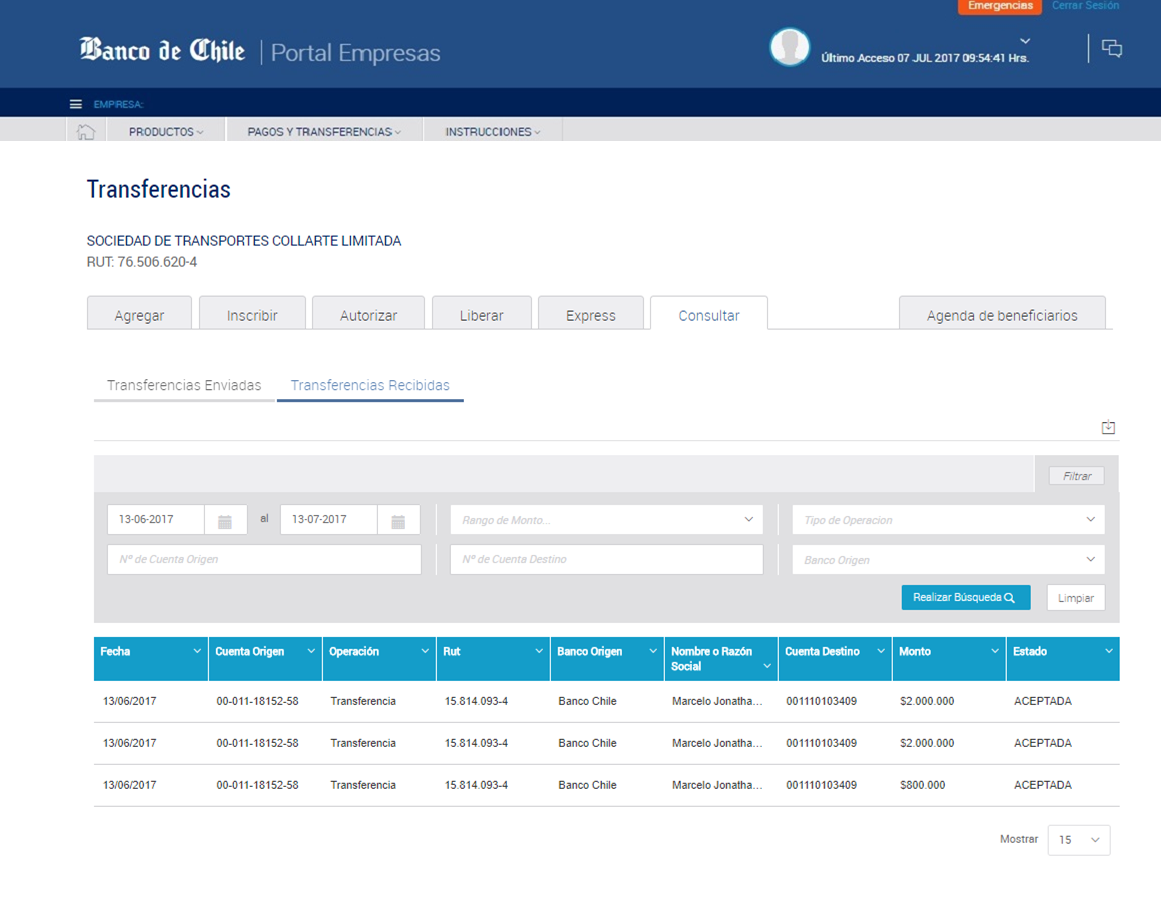 Emergencias Cerrar Sesión
Banco de Chile | Portal Empresas
Último Acceso 07 JUL 2017 09:54:41 Hrs.
EMPRESA:
PRODUCTOS PAGOS Y TRANSFERENCIAS INSTRUCCIONES
Transferencias
SOCIEDAD DE TRANSPORTES COLLARTE LIMITADA
RUT: 76.506.620-4
Agregar Inscribir Autorizar Liberar Express Consultar Agenda de beneficiarios
Transferencias Enviadas Transferencias Recibidas
Filtrar
13-06-2017 al 13-07-2017 Rango de Monto... Tipo de Operacion
Nº de Cuenta Origen Nº de Cuenta Destino Banco Origen
Realizar Búsqueda Limpiar
Fecha Cuenta Origen Operación Rut Banco Origen Nombre o Razón Social Cuenta Destino Monto Estado
13/06/2017 00-011-18152-58 Transferencia 15.814.093-4 Banco Chile Marcelo Jonatha... 001110103409 $2.000.000 ACEPTADA
13/06/2017 00-011-18152-58 Transferencia 15.814.093-4 Banco Chile Marcelo Jonatha... 001110103409 $2.000.000 ACEPTADA
13/06/2017 00-011-18152-58 Transferencia 15.814.093-4 Banco Chile Marcelo Jonatha... 001110103409 $800.000 ACEPTADA
Mostrar 15